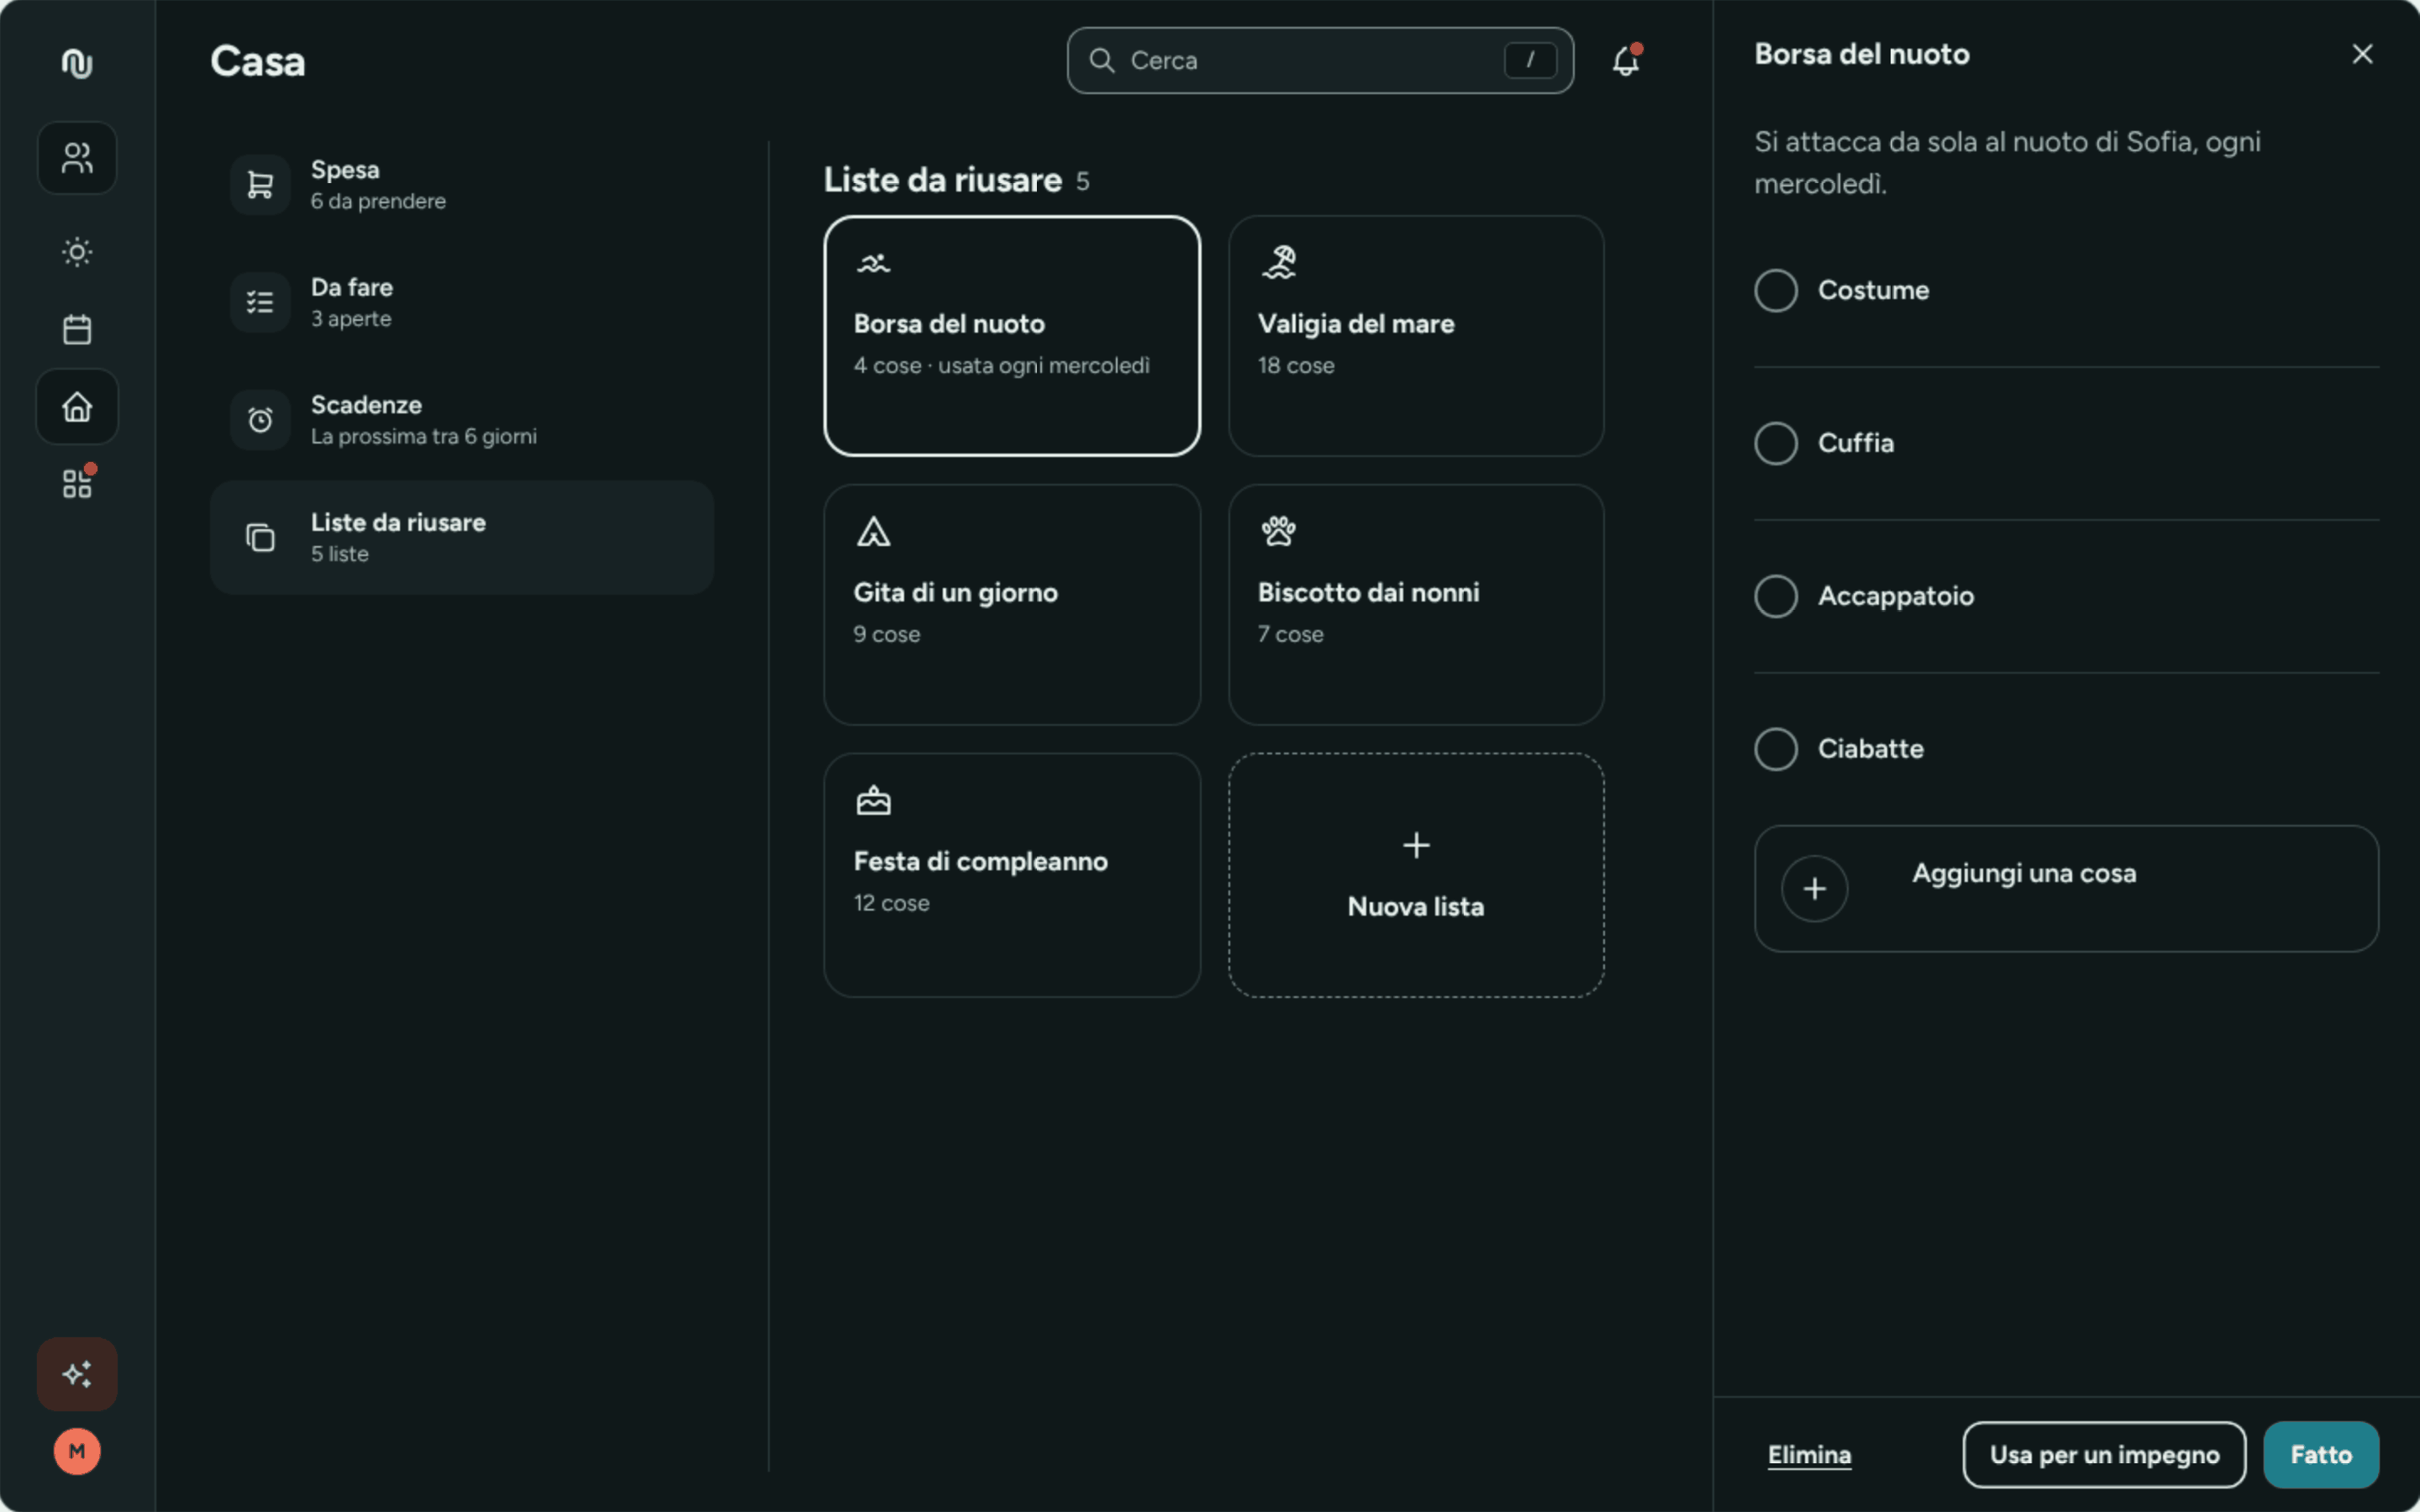 Casa
Cerca
/
Spesa
6 da prendere
Da fare
3 aperte
Scadenze
La prossima tra 6 giorni
Liste da riusare
5 liste
Liste da riusare 5
Borsa del nuoto
4 cose · usata ogni mercoledì
Valigia del mare
18 cose
Gita di un giorno
9 cose
Biscotto dai nonni
7 cose
Festa di compleanno
12 cose
Nuova lista
M
Borsa del nuoto
Si attacca da sola al nuoto di Sofia, ogni
mercoledì.
Costume
Cuffia
Accappatoio
Ciabatte
Aggiungi una cosa
Elimina
Usa per un impegno
Fatto